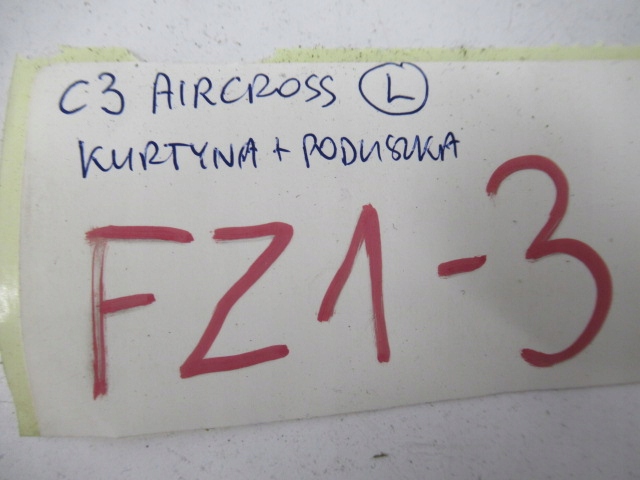 C3 AIRCROSS L
KURTYNA + PODUSZKA
FZ1-3